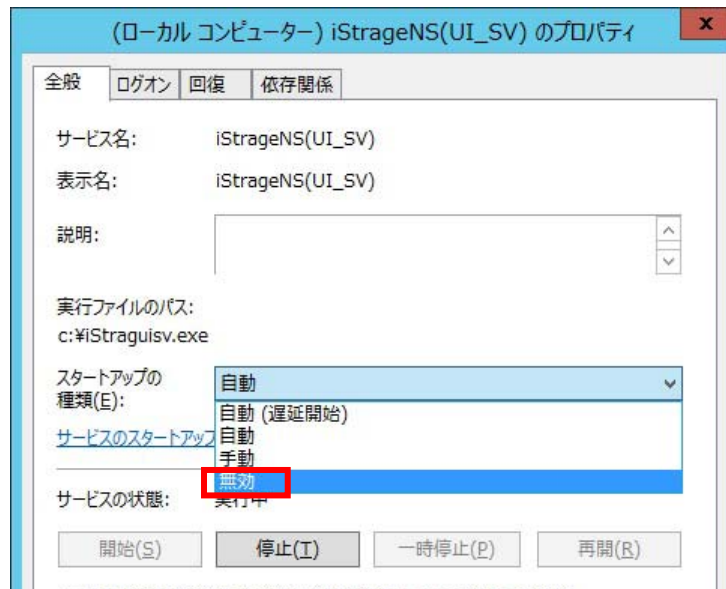 (ローカル コンピューター) iStrageNS(UI_SV) のプロパティ
x
全般 ログオン 回復 依存関係
サービス名: iStrageNS(UI_SV)
表示名: iStrageNS(UI_SV)
説明:
実行ファイルのパス:
c:¥iStraguisv.exe
スタートアップの
種類(E): 自動
自動 (遅延開始)
サービスのスタートアップ 自動
手動
無効
サービスの状態: 実行中
開始(S) 停止(T) 一時停止(P) 再開(R)